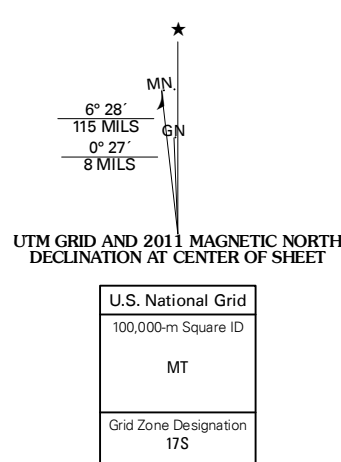 ★
MN.
6° 28´
115 MILS
GN
0° 27´
8 MILS
UTM GRID AND 2011 MAGNETIC NORTH
DECLINATION AT CENTER OF SHEET
U.S. National Grid
100,000-m Square ID
MT
Grid Zone Designation
17S